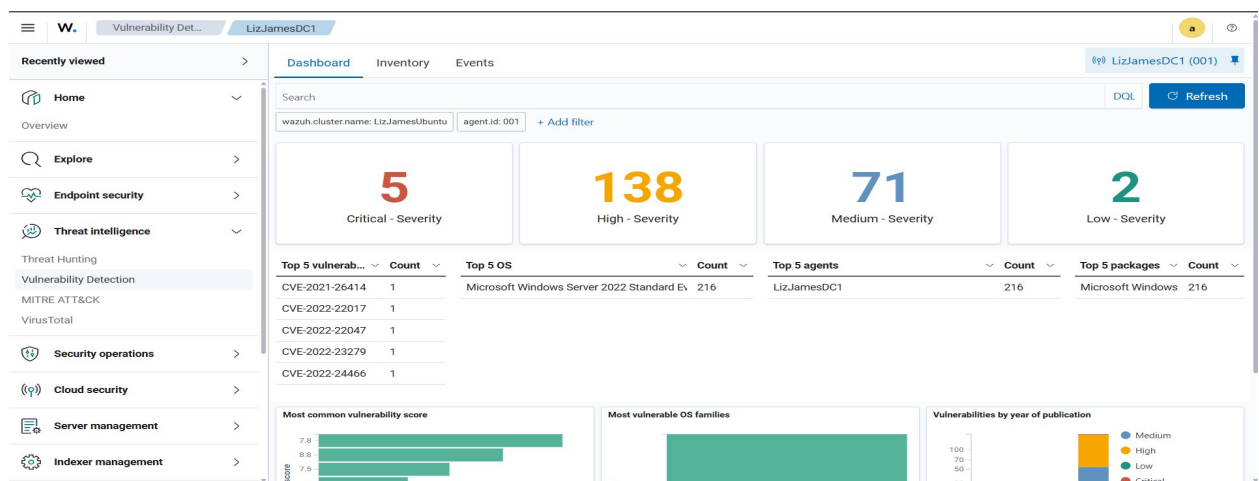 W.
Vulnerability Det...
LizJamesDC1
a
Recently viewed
Home
Overview
Explore
Endpoint security
Threat intelligence
Threat Hunting
Vulnerability Detection
MITRE ATT&CK
VirusTotal
Security operations
Cloud security
Server management
Indexer management
Dashboard Inventory Events
LizJamesDC1 (001)
Search
DQL
Refresh
wazuh.cluster.name: LizJamesUbuntu agent.id: 001 + Add filter
5
Critical - Severity
138
High - Severity
71
Medium - Severity
2
Low - Severity
Top 5 vulnerab... Count
CVE-2021-26414 1
CVE-2022-22017 1
CVE-2022-22047 1
CVE-2022-23279 1
CVE-2022-24466 1
Top 5 OS Count
Microsoft Windows Server 2022 Standard Ev 216
Top 5 agents Count
LizJamesDC1 216
Top 5 packages Count
Microsoft Windows 216
Most common vulnerability score
7.8
8.8
7.5
score
Most vulnerable OS families
Vulnerabilities by year of publication
100
70
50
Medium
High
Low
Critical